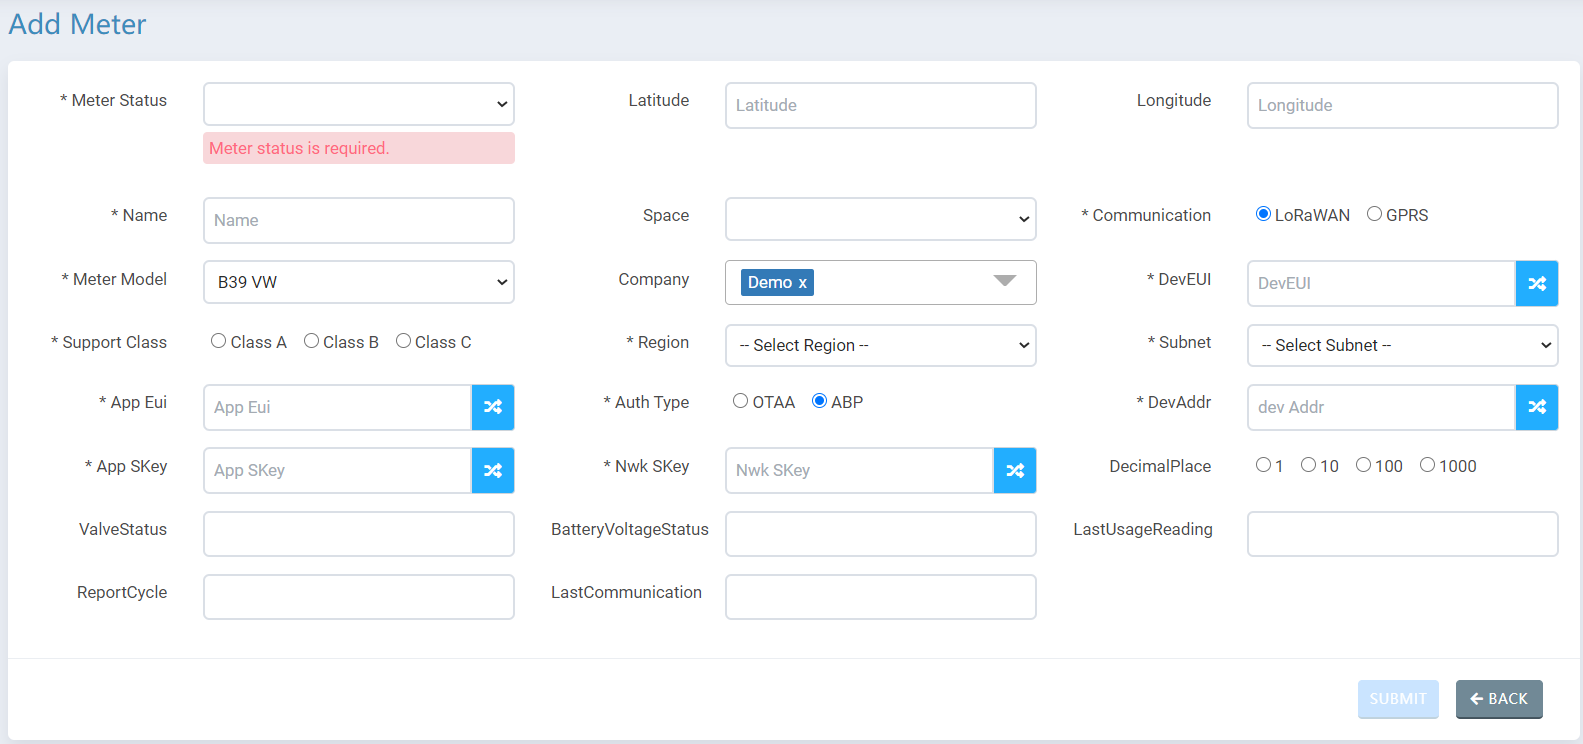 Add Meter
* Meter Status
Latitude
Latitude
Longitude
Longitude
Meter status is required.
* Name
Name
Space
* Communication
LoRaWAN
GPRS
* Meter Model
B39 VW
Company
Demo x
* DevEUI
DevEUI
* Support Class
Class A
Class B
Class C
* Region
-- Select Region --
* Subnet
-- Select Subnet --
* App Eui
App Eui
* Auth Type
OTAA
ABP
* DevAddr
dev Addr
* App SKey
App SKey
* Nwk SKey
Nwk SKey
DecimalPlace
1
10
100
1000
ValveStatus
BatteryVoltageStatus
LastUsageReading
ReportCycle
LastCommunication
SUBMIT
BACK